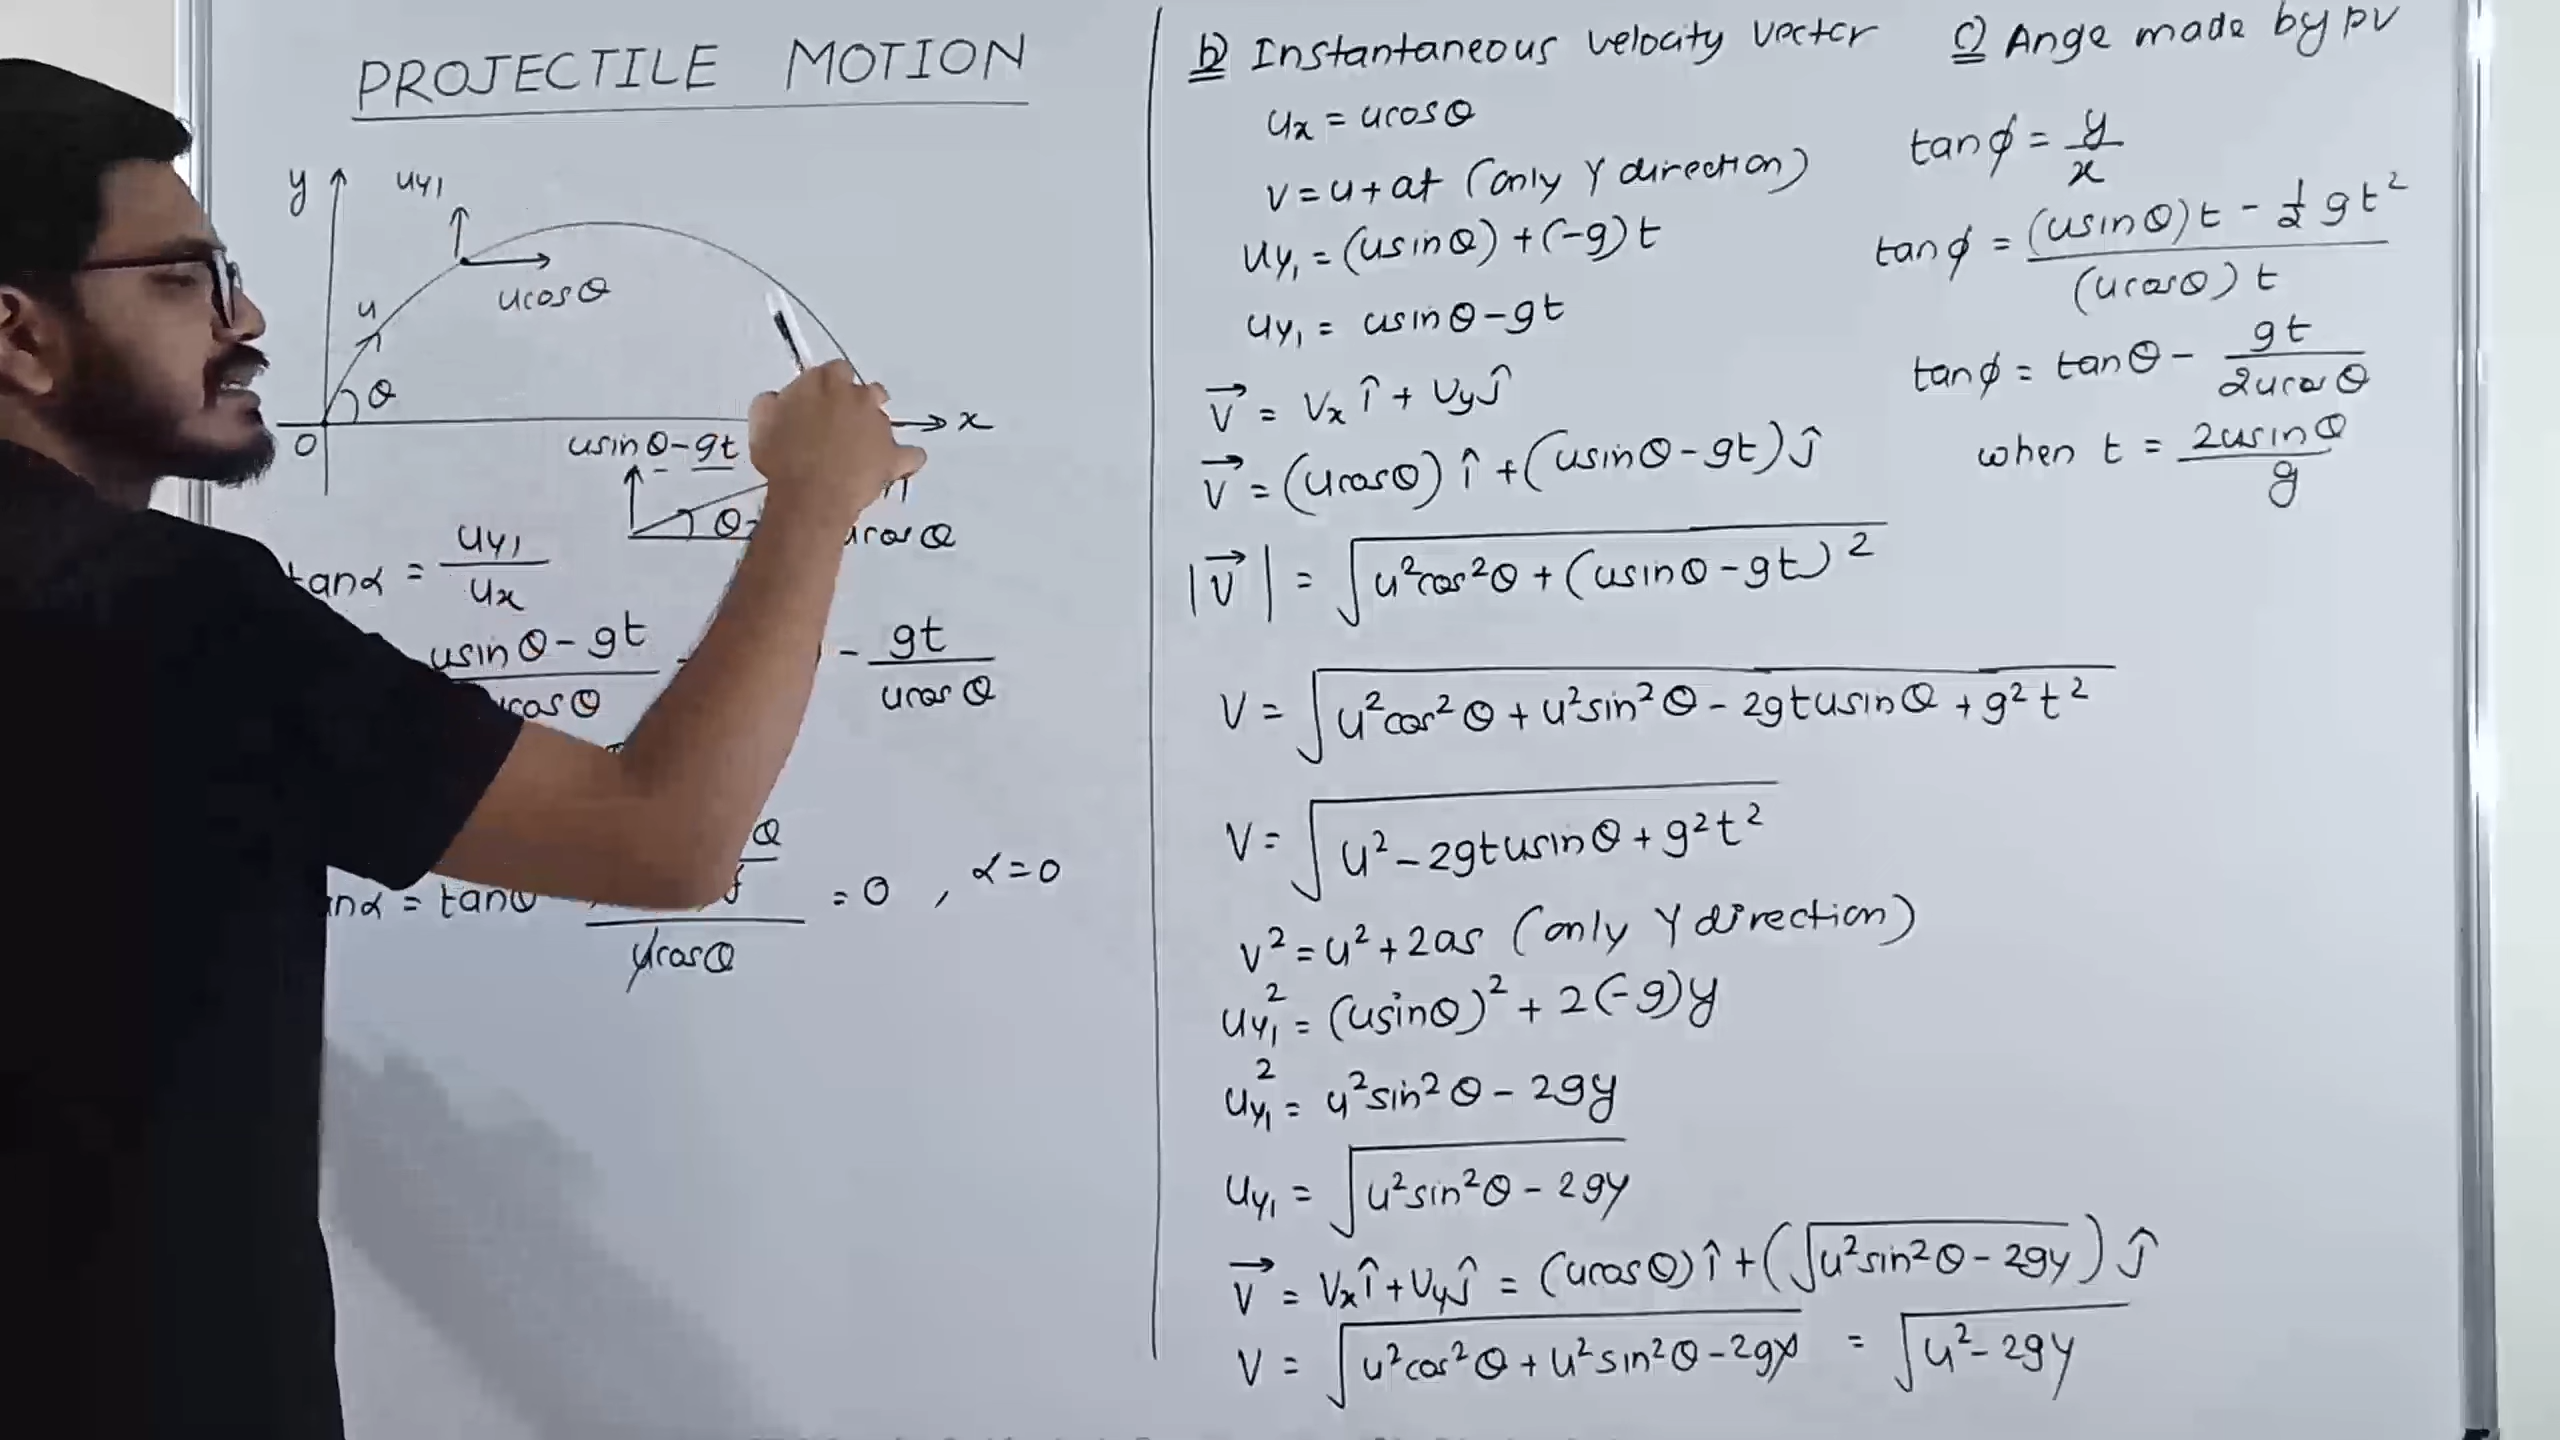 PROJECTILE MOTION
y
uy1
ucosθ
u
θ
O
x
usinθ-gt
θ
ucosθ
tanα = uy1/ux
usinθ-gt/ucosθ - gt/ucosθ
tanθ
θ
ucosθ
= 0 , α=0
b) Instantaneous velocity vector
ux = ucosθ
v = u+at (only Y direction)
uy1 = (usinθ) + (-g)t
uy1 = usinθ-gt
v⃗ = vx î + vy ĵ
v⃗ = (ucosθ) î + (usinθ-gt) ĵ
|v⃗| = √(u²cos²θ + (usinθ-gt)²)
V = √(u²cos²θ + u²sin²θ - 2gtusinθ + g²t²)
V = √(u² - 2gtusinθ + g²t²)
v² = u² + 2as (only Y direction)
uy1² = (usinθ)² + 2(-g)y
uy1² = u²sin²θ - 2gy
uy1 = √(u²sin²θ - 2gy)
v⃗ = vx î + vy ĵ = (ucosθ) î + (√(u²sin²θ - 2gy)) ĵ
V = √(u²cos²θ + u²sin²θ - 2gy) = √(u² - 2gy)
c) Ange made by pv
tanϕ = y/x
tanϕ = (usinθ)t - ½ gt²/(ucosθ)t
tanϕ = tanθ - gt/2ucosθ
when t = 2usinθ/g